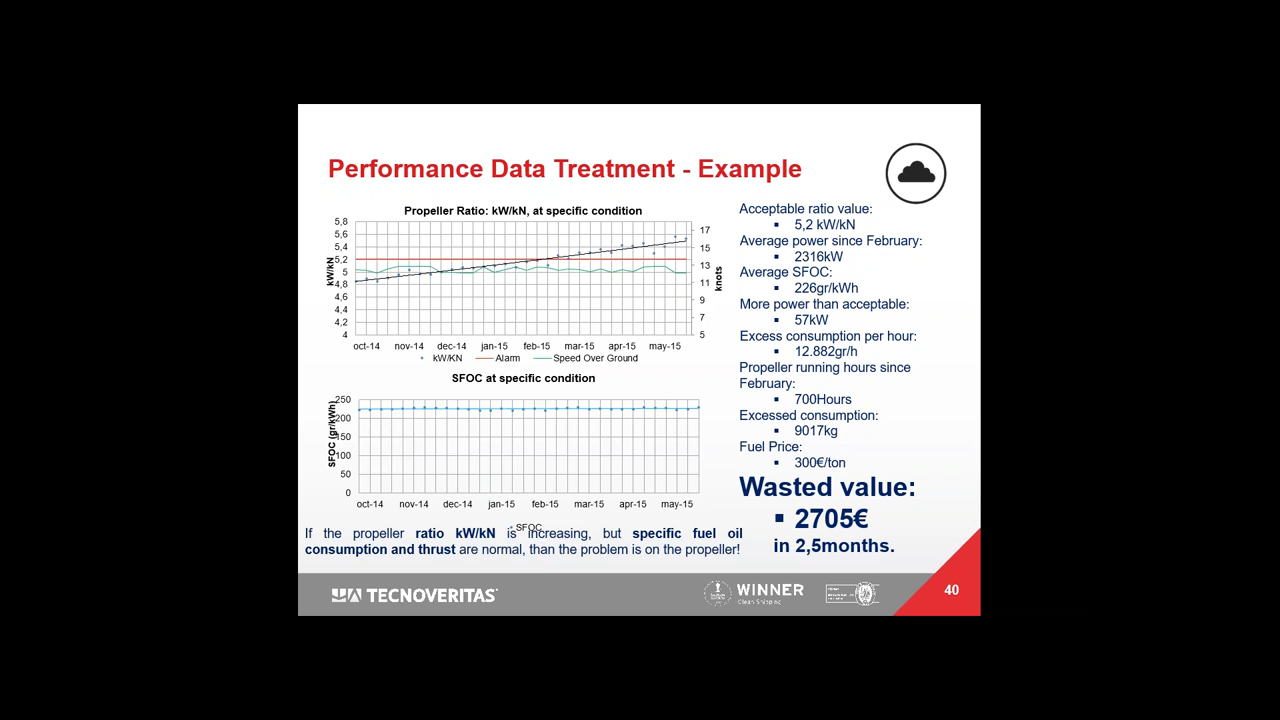 Performance Data Treatment - Example
Propeller Ratio: kW/kN, at specific condition
5,8
5,6
5,4
5,2
5
4,8
4,6
4,4
4,2
4
kW/kN
17
15
13
11
9
7
5
knots
oct-14 nov-14 dec-14 jan-15 feb-15 mar-15 apr-15 may-15
kW/KN Alarm Speed Over Ground
SFOC at specific condition
250
200
150
100
50
0
SFOC (gr/kWh)
oct-14 nov-14 dec-14 jan-15 feb-15 mar-15 apr-15 may-15
SFOC
If the propeller ratio kW/kN is increasing, but specific fuel oil
consumption and thrust are normal, than the problem is on the propeller!
Acceptable ratio value:
▪ 5,2 kW/kN
Average power since February:
▪ 2316kW
Average SFOC:
▪ 226gr/kWh
More power than acceptable:
▪ 57kW
Excess consumption per hour:
▪ 12.882gr/h
Propeller running hours since
February:
▪ 700Hours
Excessed consumption:
▪ 9017kg
Fuel Price:
▪ 300€/ton
Wasted value:
▪ 2705€
in 2,5months.
TECNOVERITAS
WINNER
Clean Shipping
40